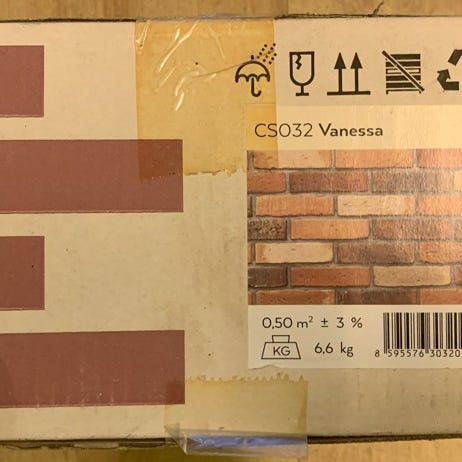 CS032 Vanessa
0,50 m² ± 3 %
KG
6,6 kg
8 595576 30320